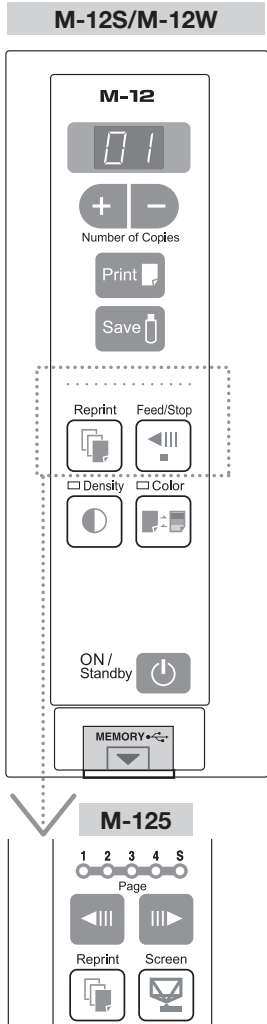 M-12S/M-12W
M-12
01
+ −
Number of Copies
Print
Save
Reprint Feed/Stop
Density Color
ON /
Standby
MEMORY
M-125
1 2 3 4 S
Page
Reprint Screen